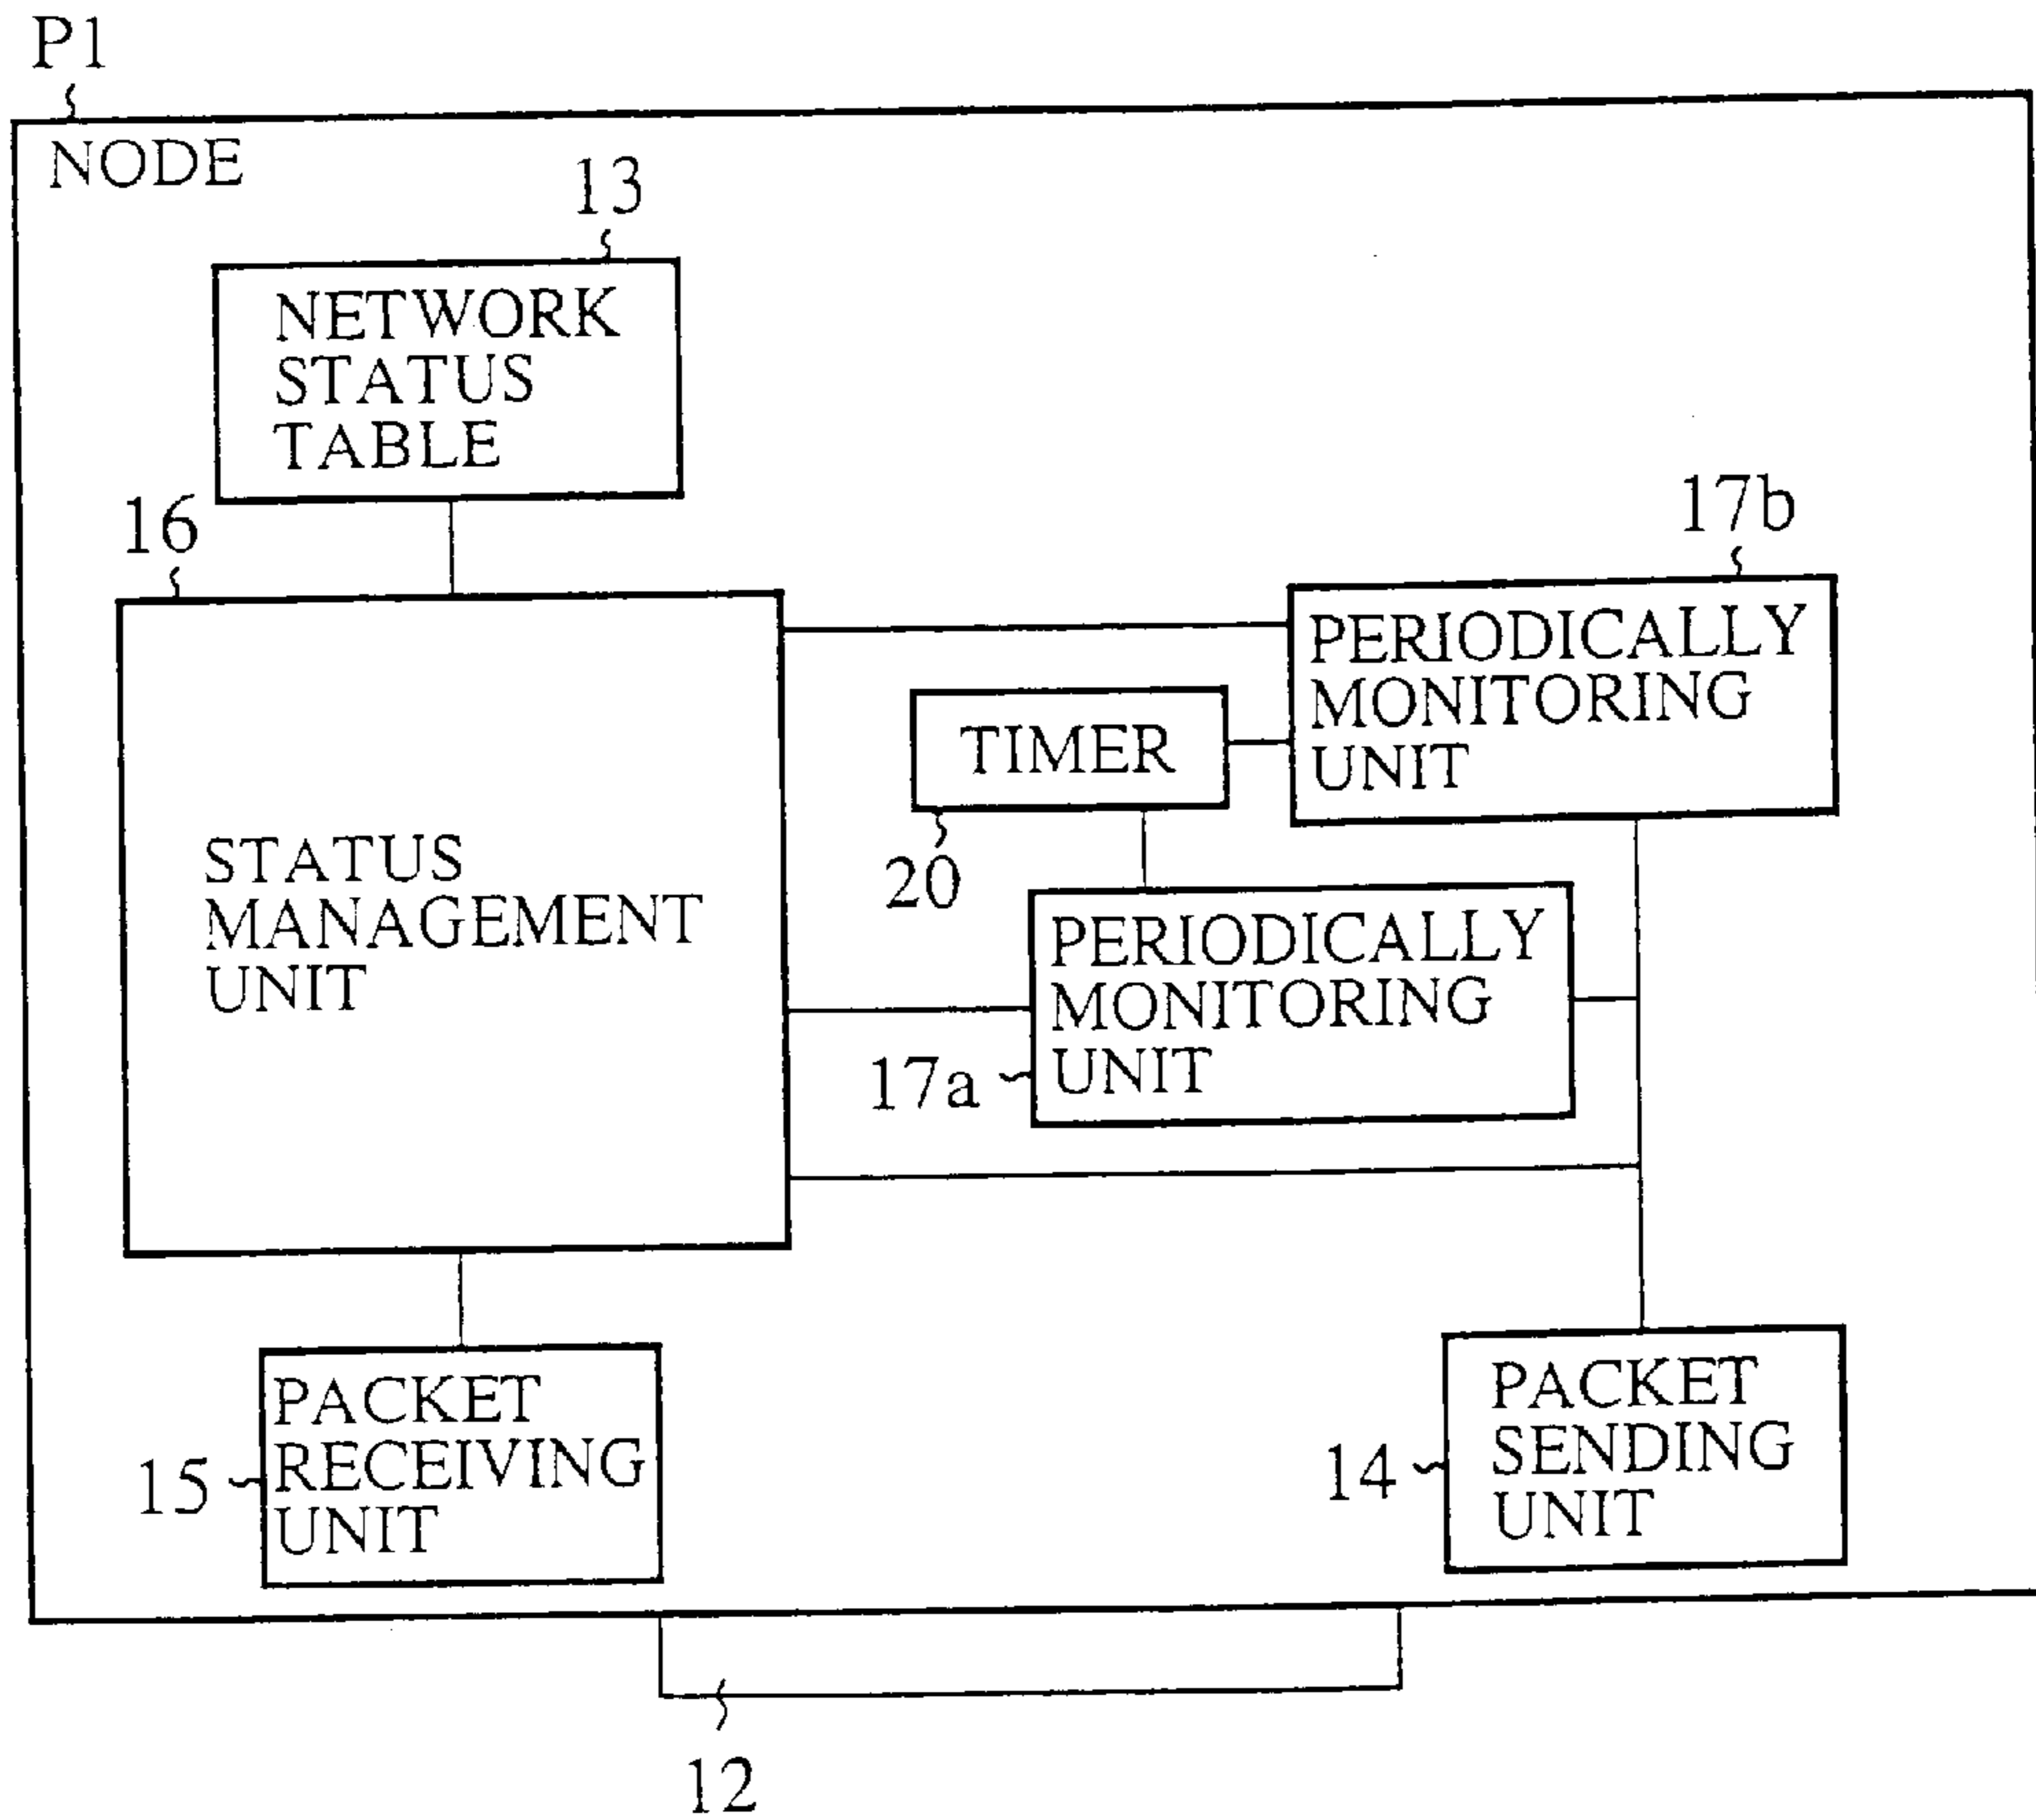 P1
NODE
13
NETWORK
STATUS
TABLE
16
17b
PERIODICALLY
MONITORING
UNIT
TIMER
20
STATUS
MANAGEMENT
UNIT
PERIODICALLY
MONITORING
UNIT
17a
PACKET
RECEIVING
UNIT
15
PACKET
SENDING
UNIT
14
12